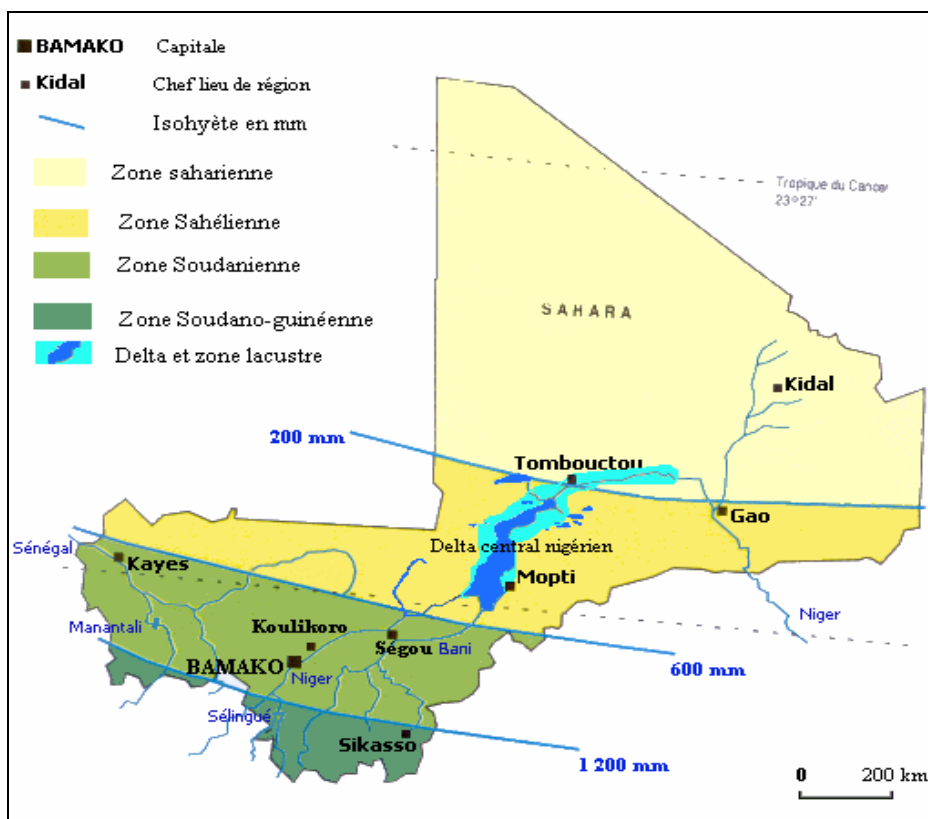 BAMAKO Capitale
Kidal Chef lieu de région
Isohyète en mm
Zone saharienne
Zone Sahélienne
Zone Soudanienne
Zone Soudano-guinéenne
Delta et zone lacustre
Tropique du Cancer
23°27'
SAHARA
Kidal
200 mm
Tombouctou
Gao
Delta central nigérien
Sénégal
Kayes
Mopti
Niger
Manantali
Koulikoro
Ségou
Bani
BAMAKO
Niger
600 mm
Sélingué
Sikasso
1 200 mm
0 200 km